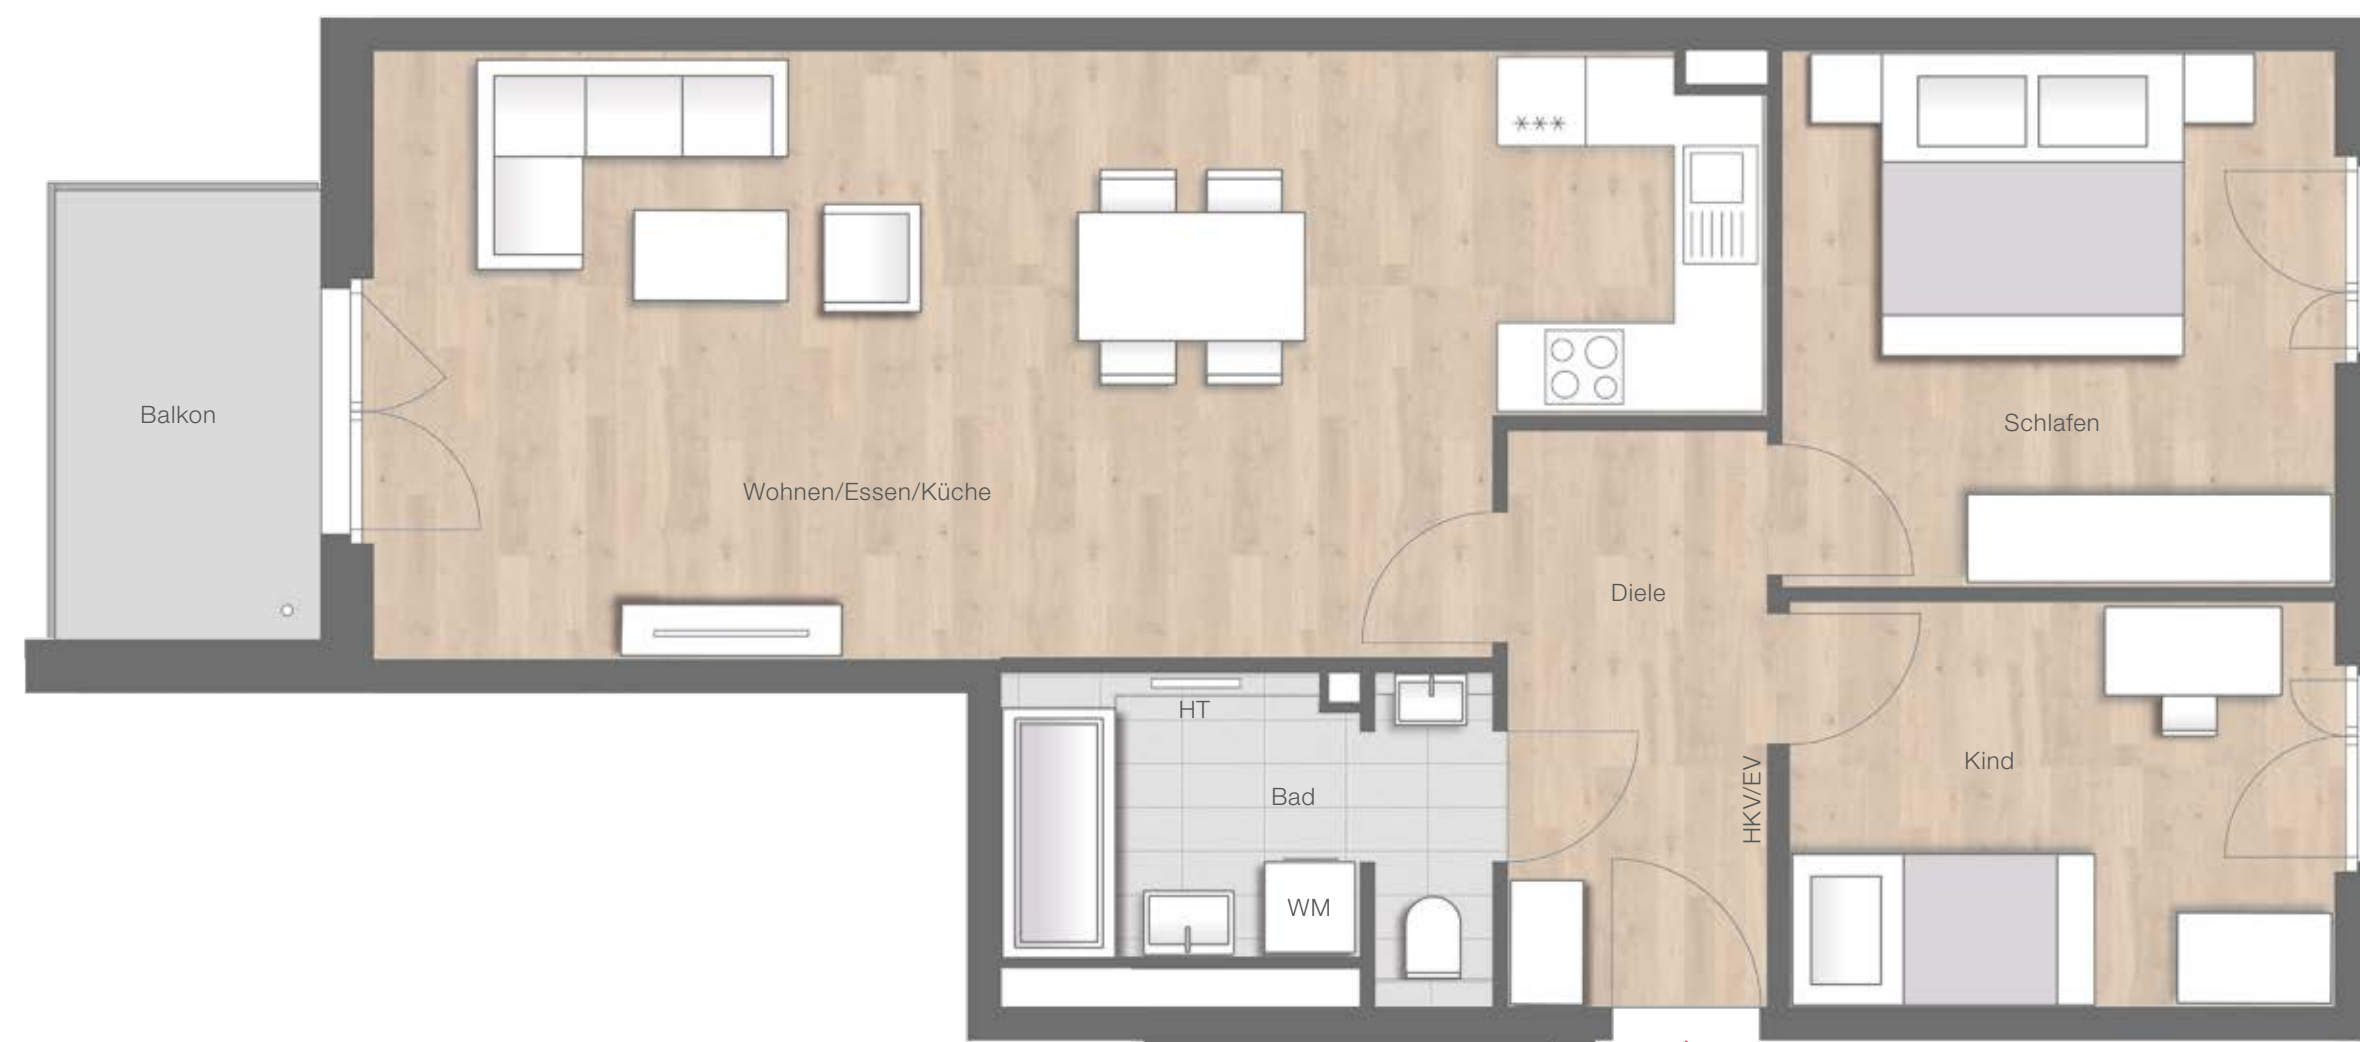 ***
Balkon
Schlafen
Wohnen/Essen/Küche
Diele
HT
Kind
Bad
HKV/EV
WM